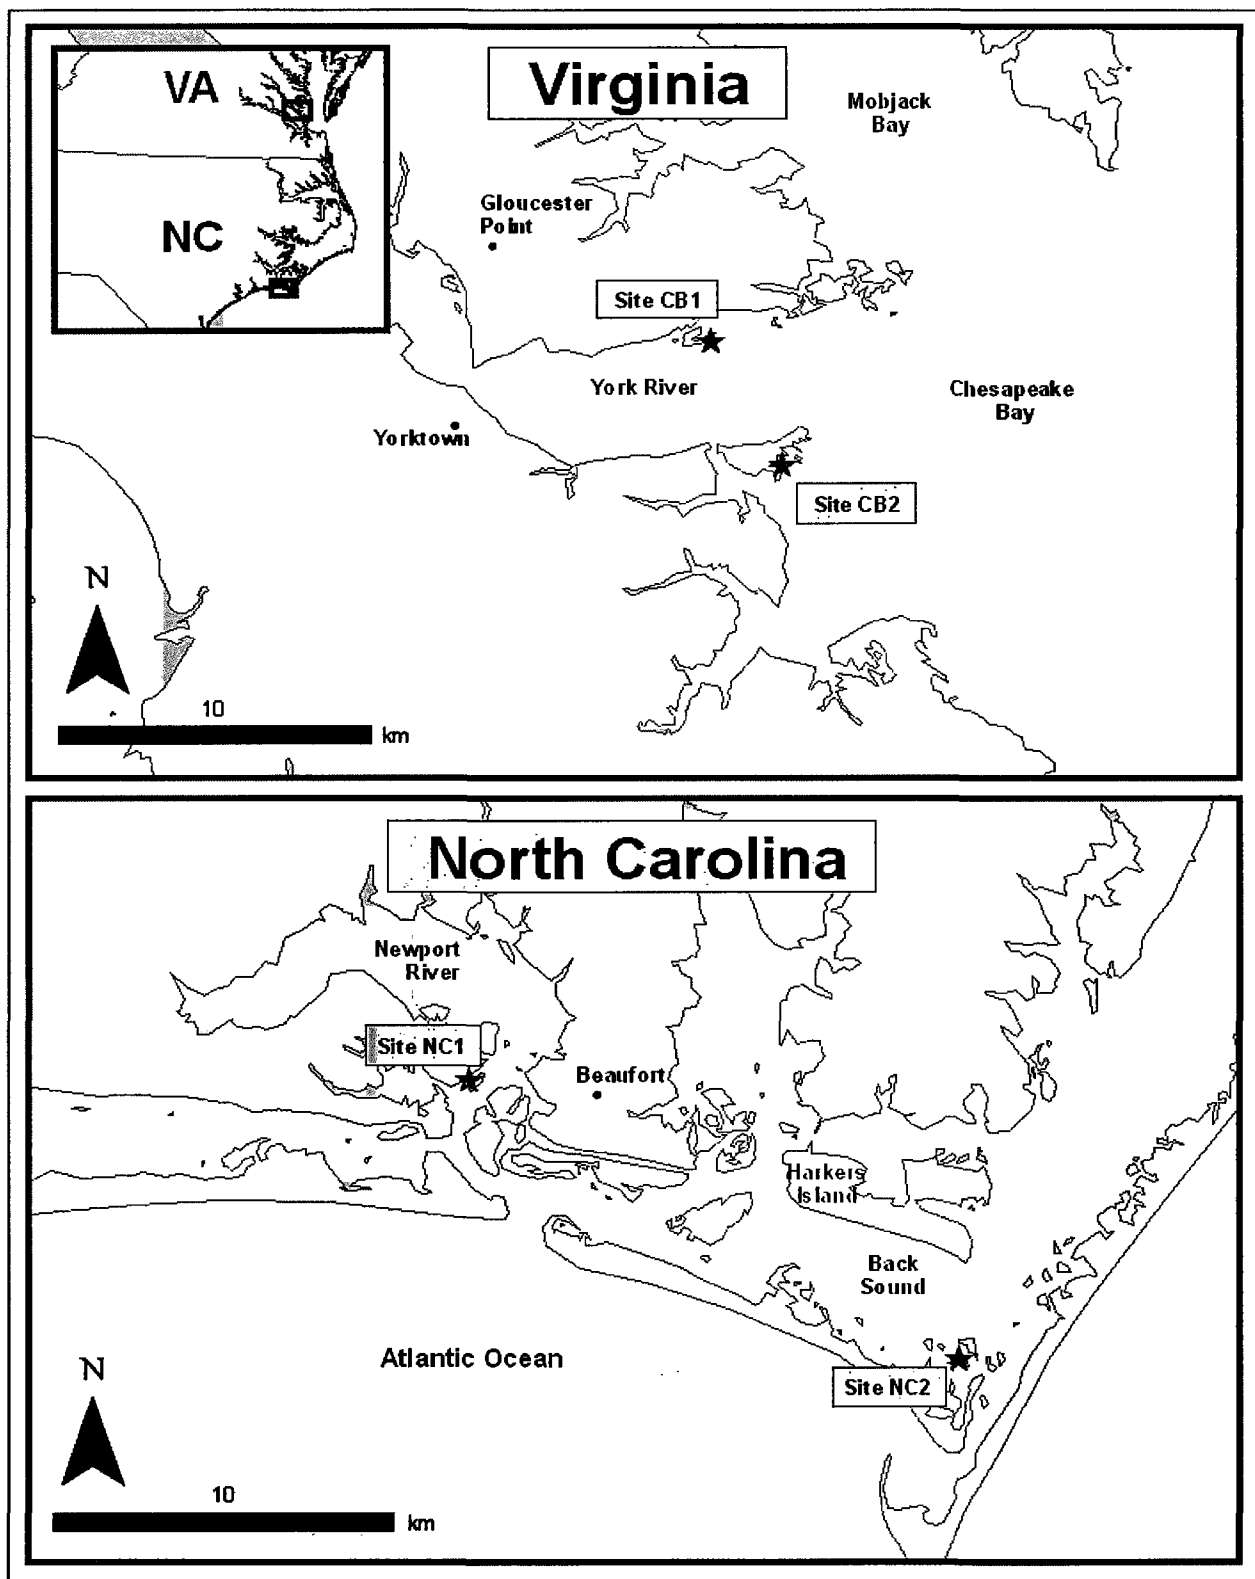 Virginia
VA
NC
Mobjack
Bay
Gloucester
Point
Site CB1
York River
Chesapeake
Bay
Yorktown
Site CB2
N
10
km
North Carolina
Newport
River
Site NC1
Beaufort
Harkers
Island
Back
Sound
Atlantic Ocean
Site NC2
N
10
km